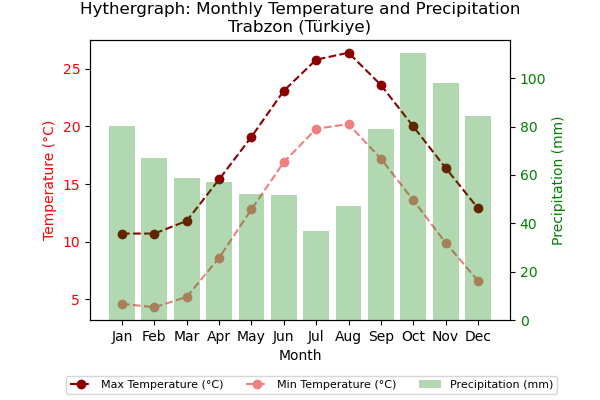 Hythergraph: Monthly Temperature and Precipitation
Trabzon (Türkiye)
Temperature (°C)
25
20
15
10
5
Precipitation (mm)
100
80
60
40
20
0
Jan Feb Mar Apr May Jun Jul Aug Sep Oct Nov Dec
Month
Max Temperature (°C) Min Temperature (°C) Precipitation (mm)